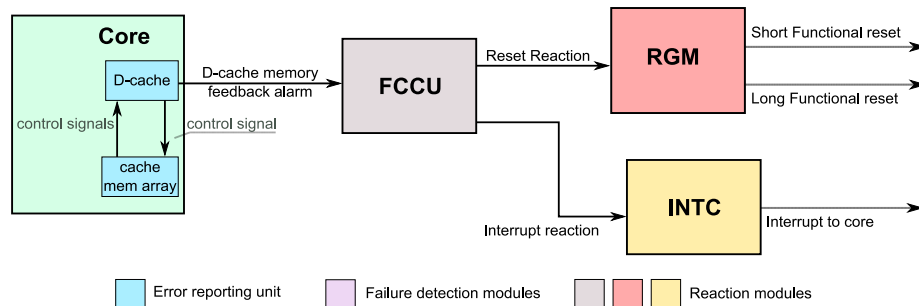 Core
D-cache
D-cache memory
feedback alarm
control signals
control signal
cache
mem array
FCCU
Reset Reaction
Interrupt reaction
RGM
Short Functional reset
Long Functional reset
INTC
Interrupt to core
Error reporting unit
Failure detection modules
Reaction modules